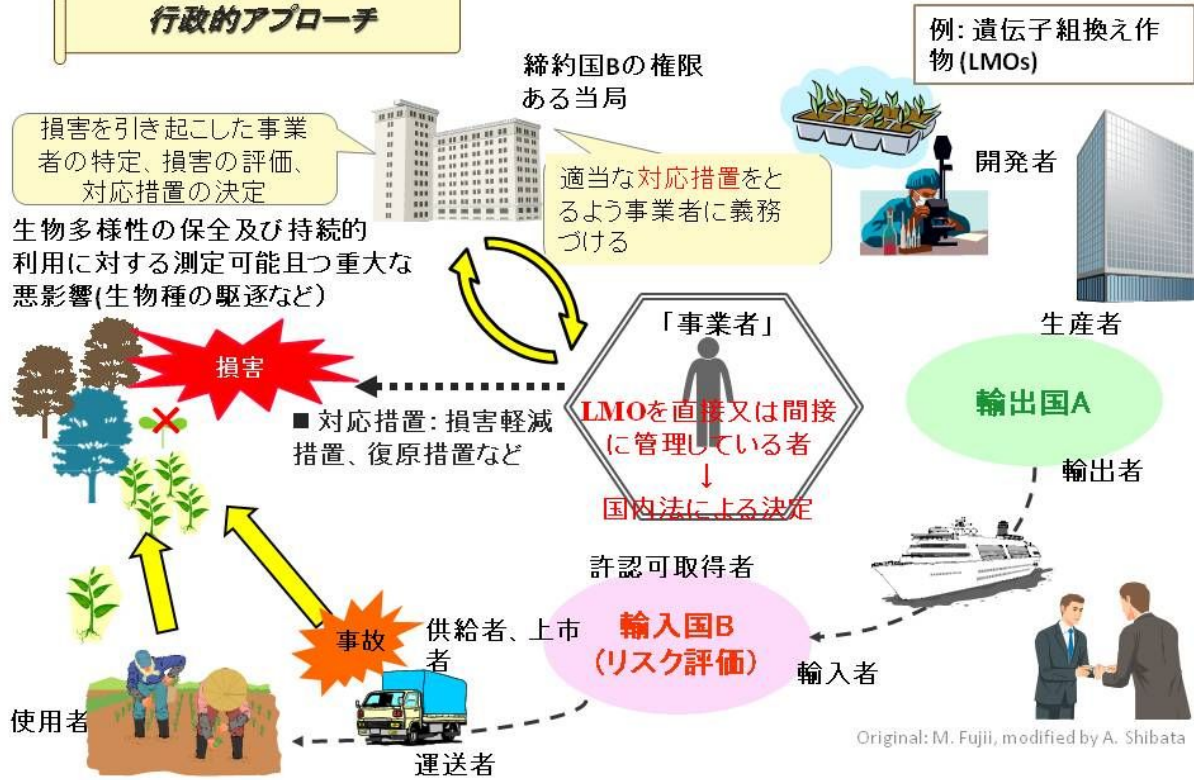 行政的アプローチ
例: 遺伝子組換え作
物 (LMOs)
締約国Bの権限
ある当局
損害を引き起こした事業
者の特定、損害の評価、
対応措置の決定
適当な対応措置をと
るよう事業者に義務
づける
開発者
生物多様性の保全及び持続的
利用に対する測定可能且つ重大な
悪影響(生物種の駆逐など)
生産者
「事業者」
損害
LMOを直接又は間接
に管理している者
↓
国内法による決定
輸出国A
■ 対応措置: 損害軽減
措置、復原措置など
輸出者
許認可取得者
輸入国B
(リスク評価)
事故
供給者、上市
者
輸入者
使用者
運送者
Original: M. Fujii, modified by A. Shibata